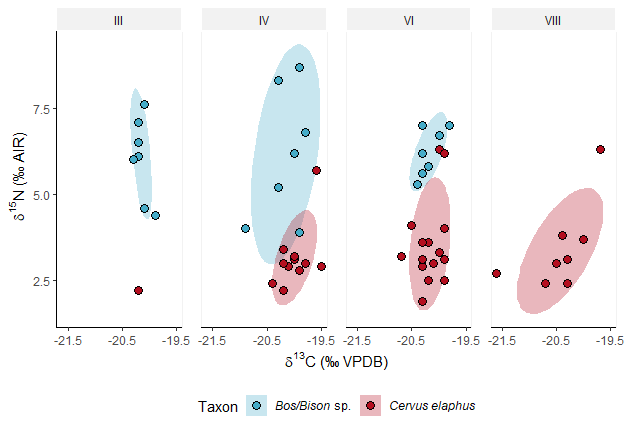 III IV VI VIII
7.5
5.0
2.5
δ¹⁵N (‰ AIR)
-21.5 -20.5 -19.5 -21.5 -20.5 -19.5 -21.5 -20.5 -19.5 -21.5 -20.5 -19.5
δ¹³C (‰ VPDB)
Taxon Bos/Bison sp. Cervus elaphus